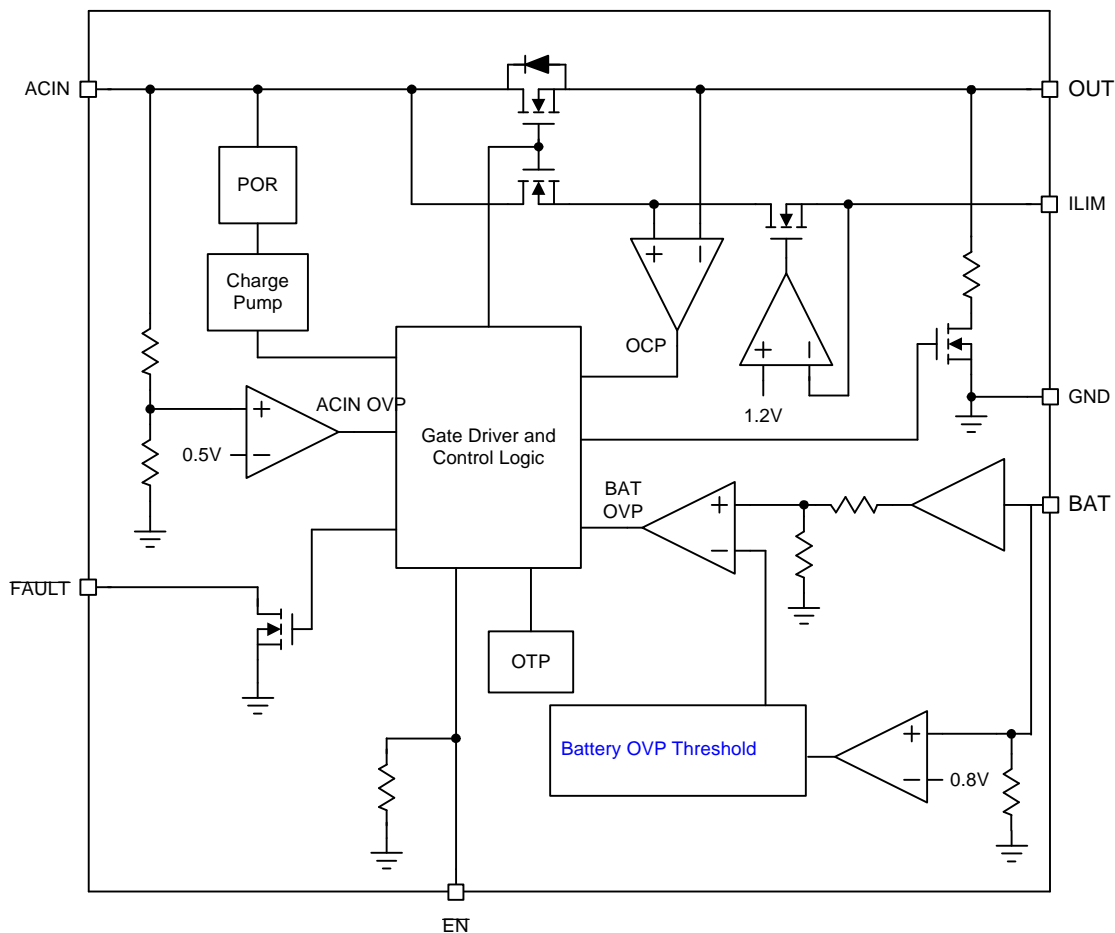 ACIN
OUT
POR
ILIM
Charge
Pump
+
−
OCP
+
−
1.2V
GND
ACIN OVP
+
−
0.5V
Gate Driver and
Control Logic
BAT
OVP
+
−
BAT
FAULT
OTP
Battery OVP Threshold
+
−
0.8V
EN